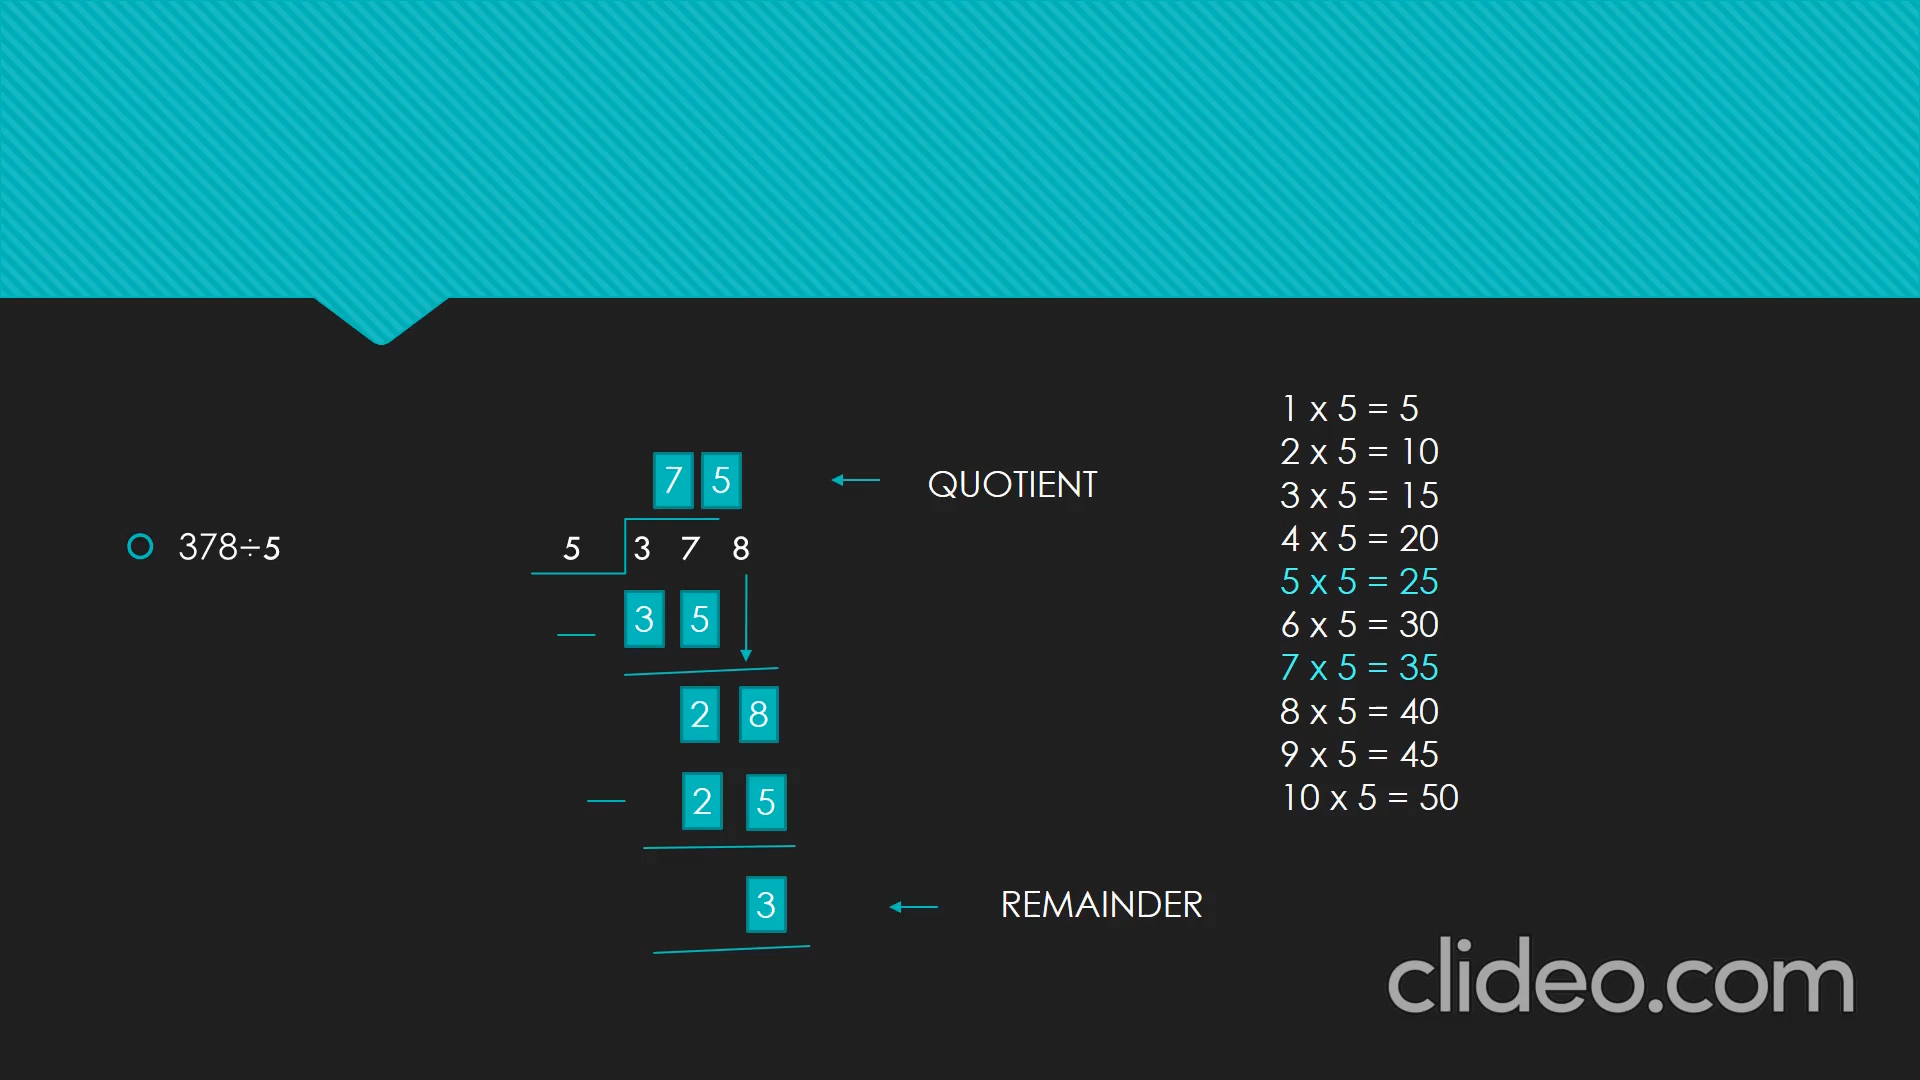 378÷5
7 5
QUOTIENT
5 3 7 8
3 5
2 8
2 5
3
REMAINDER
1 x 5 = 5
2 x 5 = 10
3 x 5 = 15
4 x 5 = 20
5 x 5 = 25
6 x 5 = 30
7 x 5 = 35
8 x 5 = 40
9 x 5 = 45
10 x 5 = 50
clideo.com